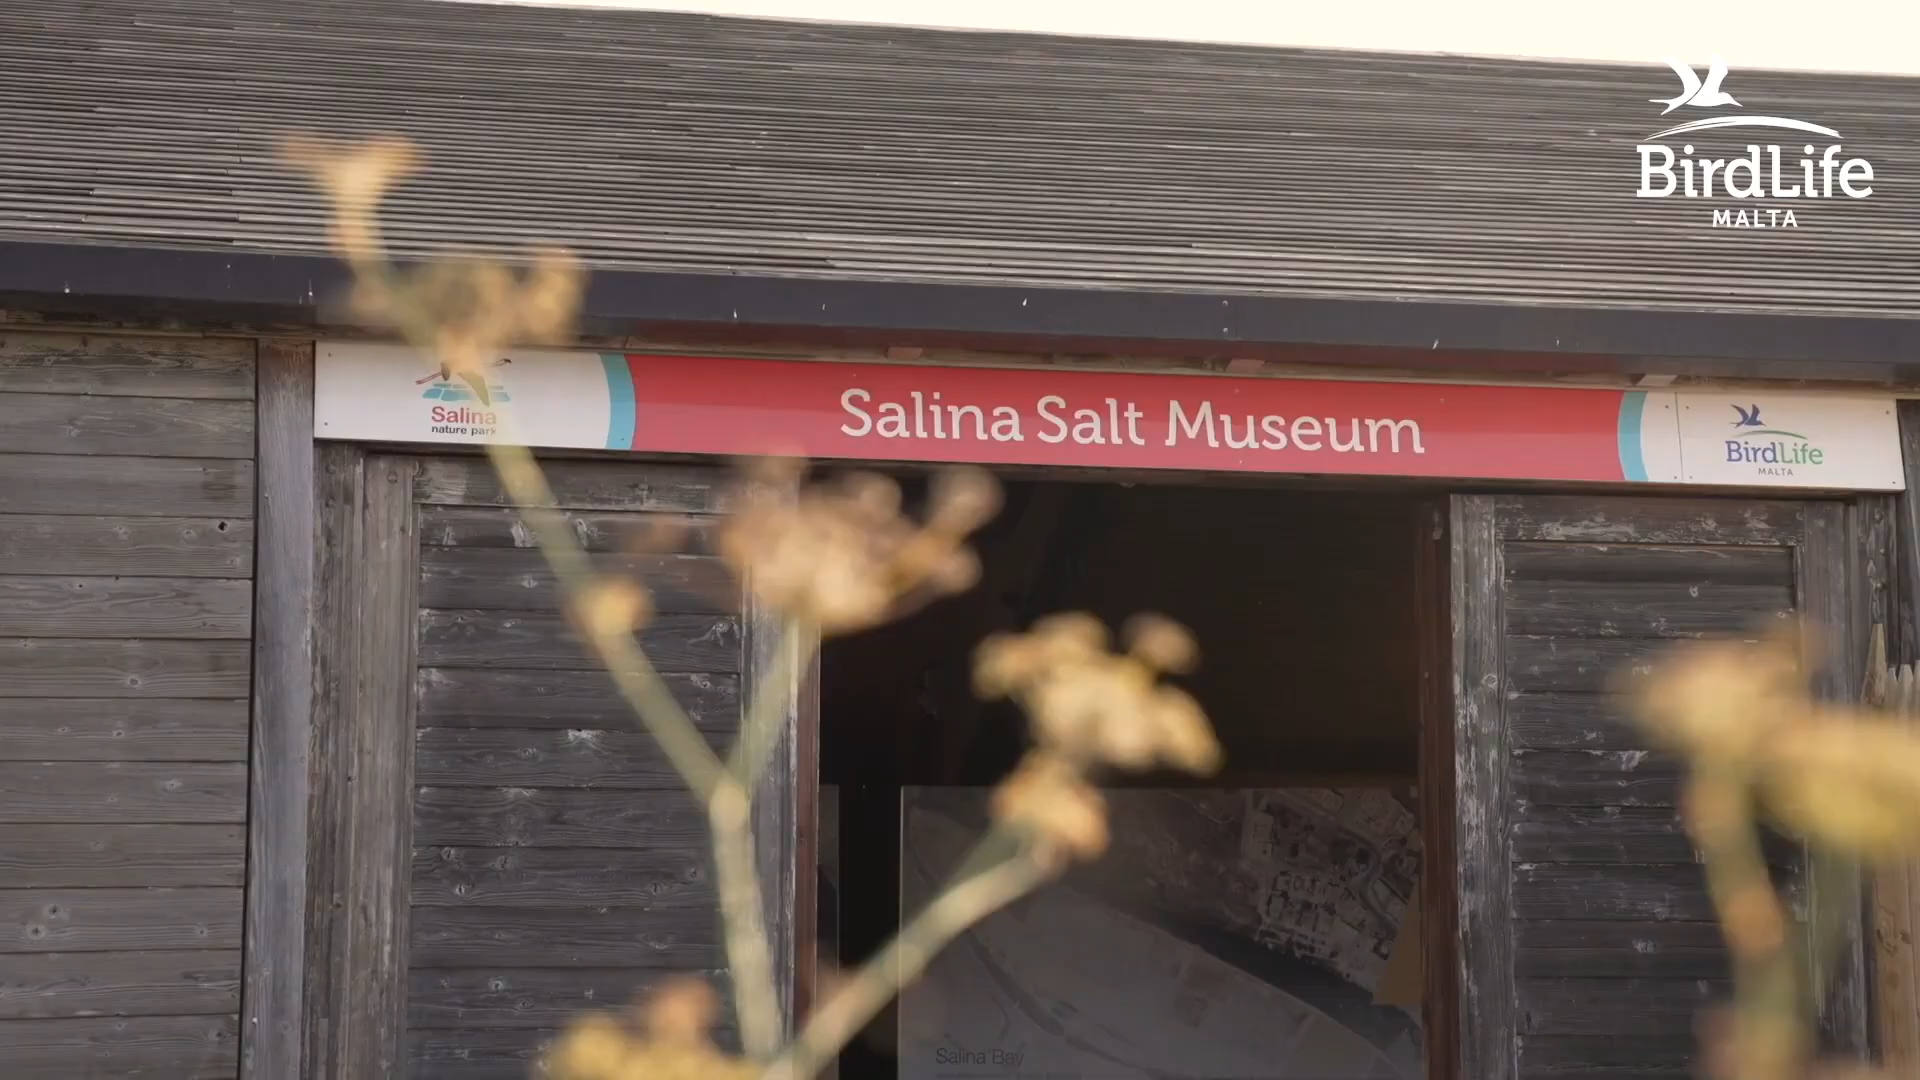 BirdLife
MALTA
Salina
nature park
Salina Salt Museum
BirdLife
MALTA
Salina Bay